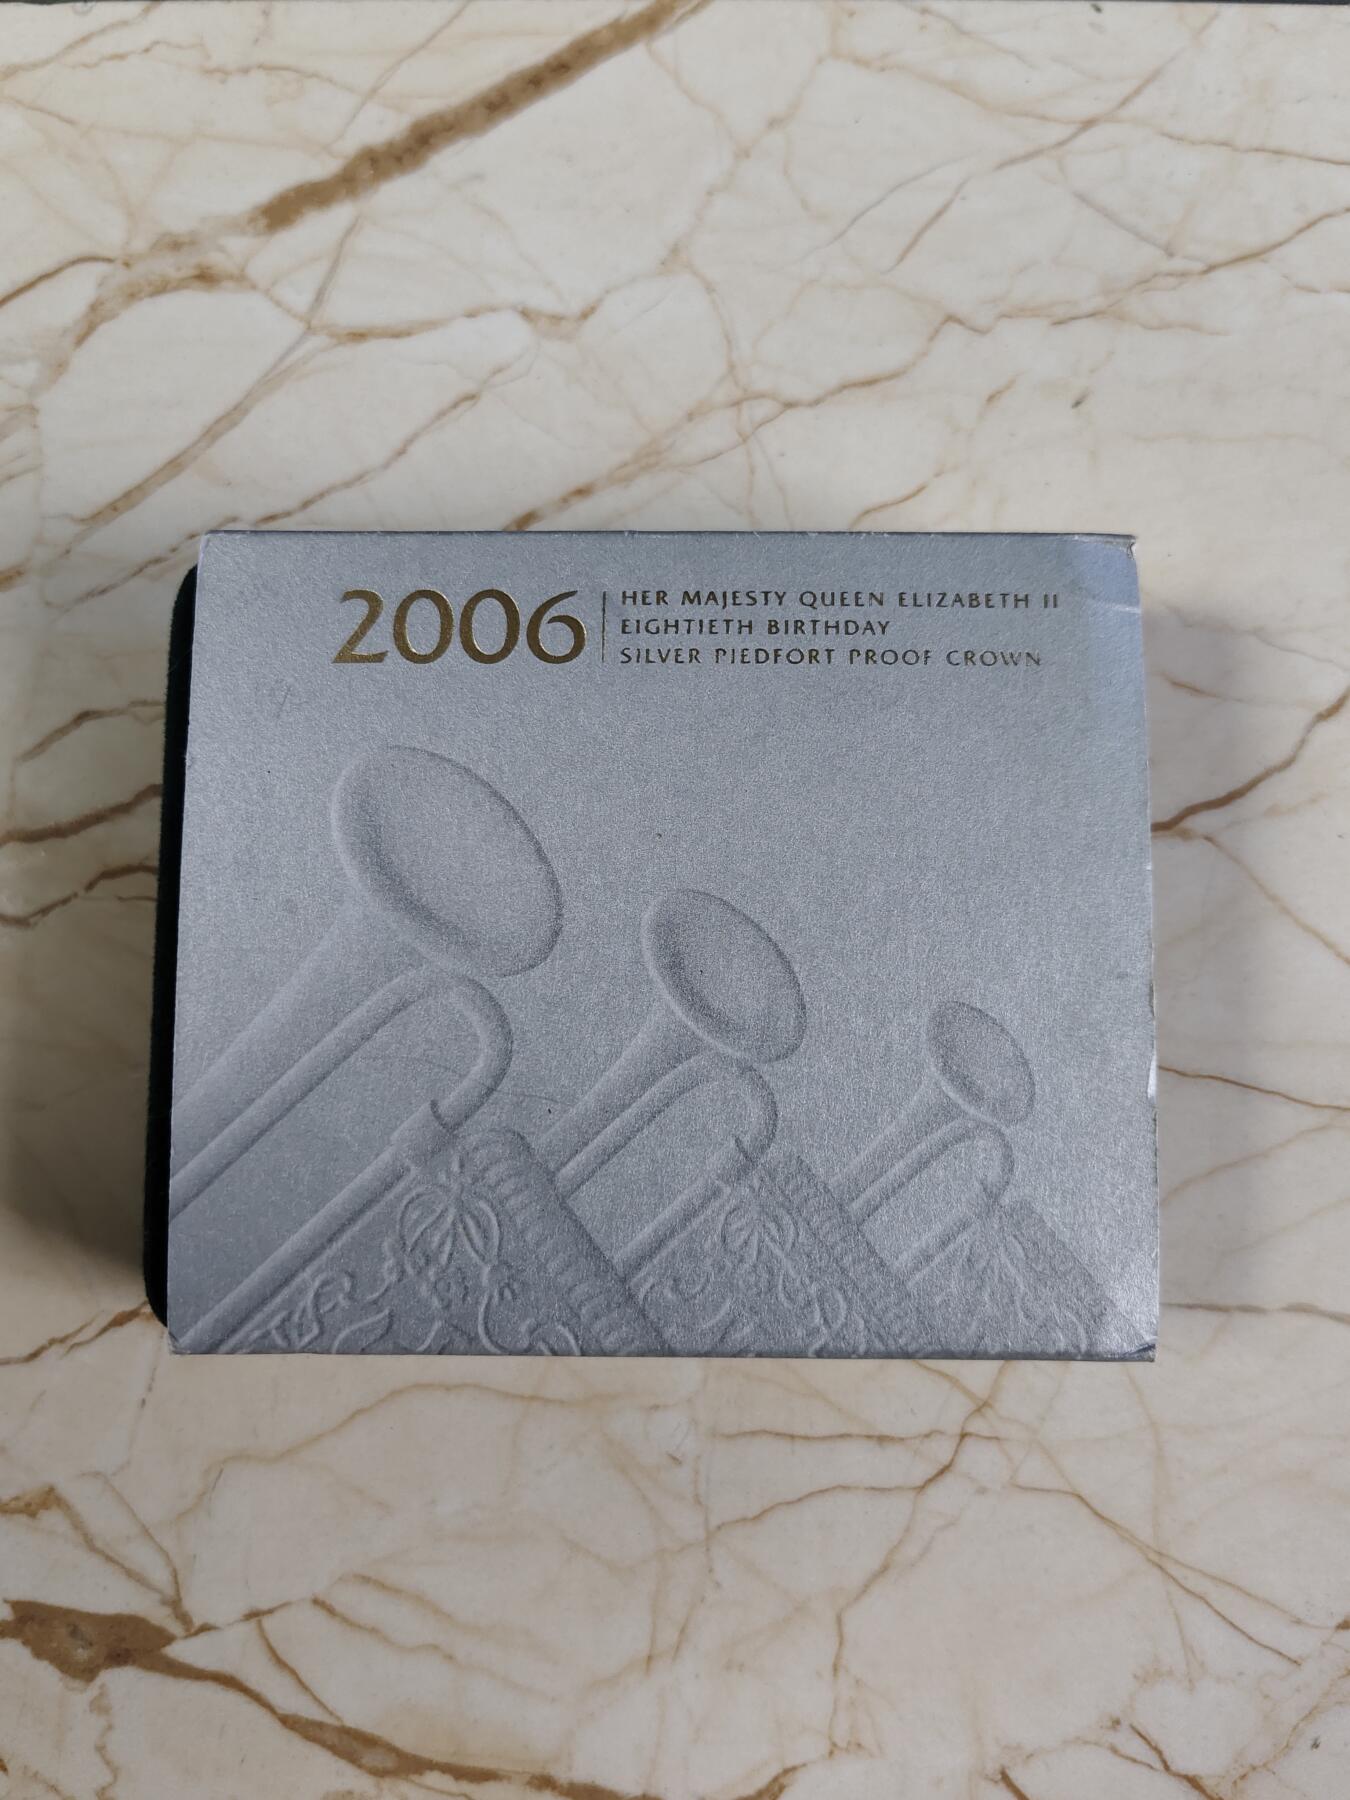 2006
HER MAJESTY QUEEN ELIZABETH II
EIGHTIETH BIRTHDAY
SILVER PIEDFORT PROOF CROWN